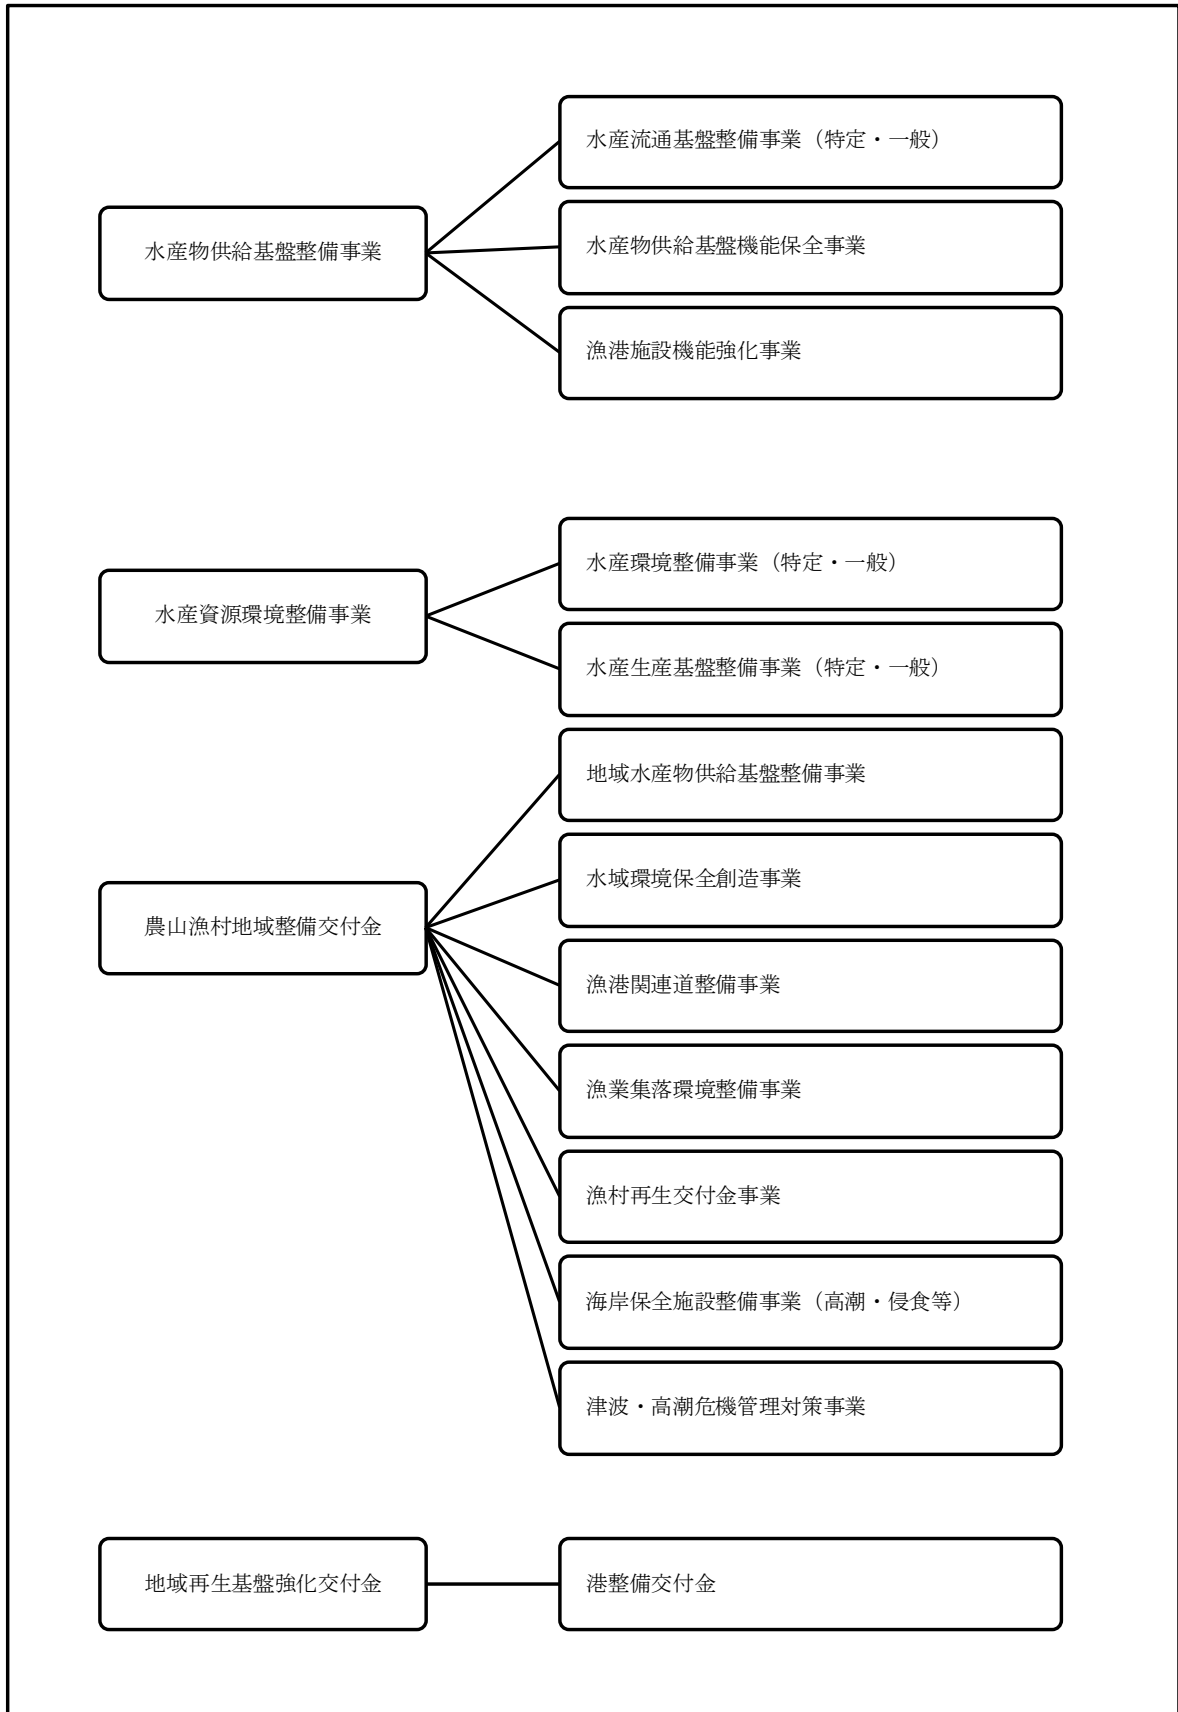 水産物供給基盤整備事業
水産流通基盤整備事業（特定・一般）
水産物供給基盤機能保全事業
漁港施設機能強化事業
水産資源環境整備事業
水産環境整備事業（特定・一般）
水産生産基盤整備事業（特定・一般）
農山漁村地域整備交付金
地域水産物供給基盤整備事業
水域環境保全創造事業
漁港関連道整備事業
漁業集落環境整備事業
漁村再生交付金事業
海岸保全施設整備事業（高潮・侵食等）
津波・高潮危機管理対策事業
地域再生基盤強化交付金
港整備交付金